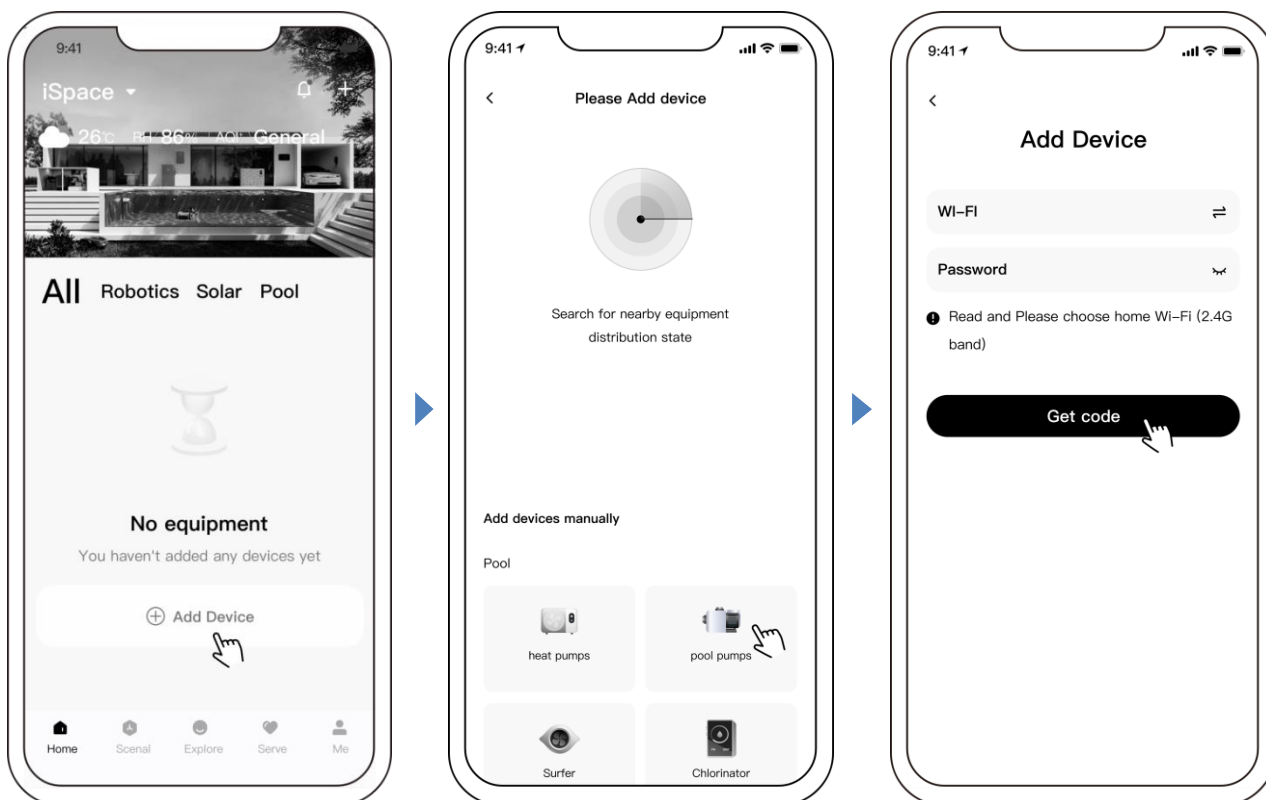 9:41
iSpace
26°C RH 86% AQI General
All Robotics Solar Pool
No equipment
You haven't added any devices yet
Add Device
Home Scenal Explore Serve Me
9:41
Please Add device
Search for nearby equipment
distribution state
Add devices manually
Pool
heat pumps pool pumps
Surfer Chlorinator
9:41
Add Device
WI-FI
Password
Read and Please choose home Wi-Fi (2.4G
band)
Get code